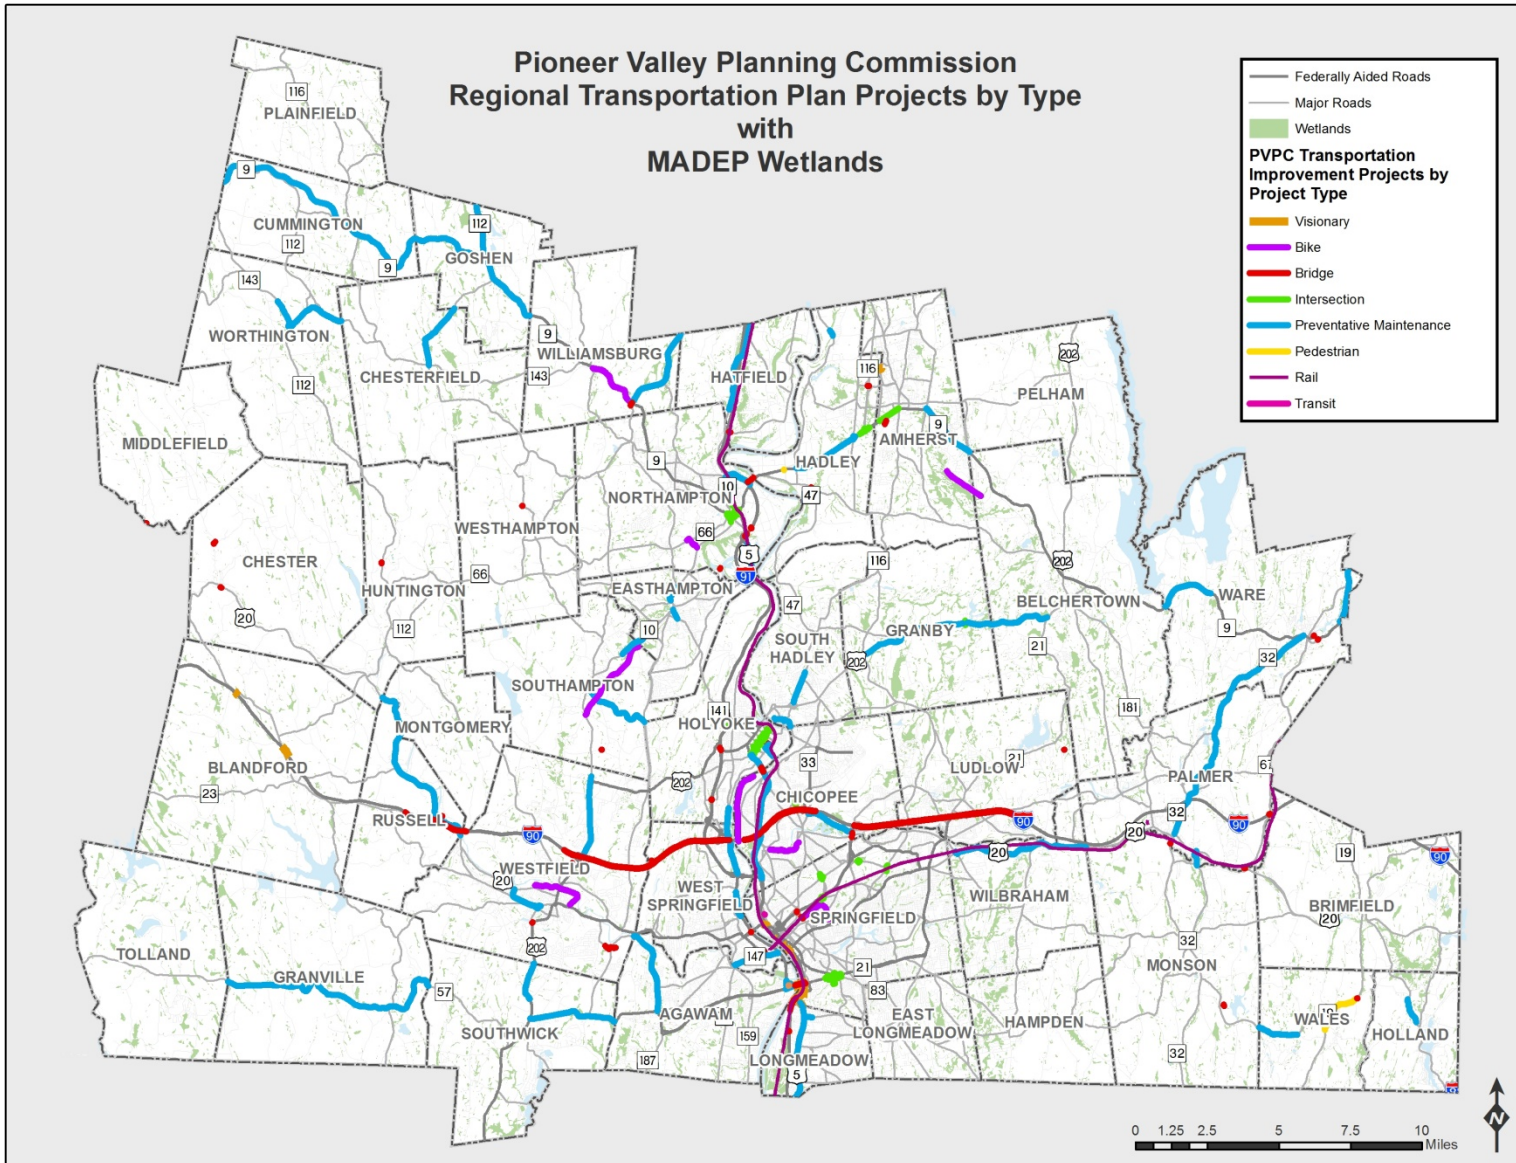 Pioneer Valley Planning Commission
Regional Transportation Plan Projects by Type
with
MADEP Wetlands
Federally Aided Roads
Major Roads
Wetlands
PVPC Transportation
Improvement Projects by
Project Type
Visionary
Bike
Bridge
Intersection
Preventative Maintenance
Pedestrian
Rail
Transit
116
PLAINFIELD
9
CUMMINGTON
112
112
GOSHEN
9
143
WORTHINGTON
9
WILLIAMSBURG
CHESTERFIELD
143
112
HATFIELD
116
202
PELHAM
MIDDLEFIELD
9
AMHERST
HADLEY
9
10
47
NORTHAMPTON
WESTHAMPTON
66
5
91
CHESTER
66
EASTHAMPTON
116
202
HUNTINGTON
BELCHERTOWN
WARE
20
112
10
47
SOUTH
HADLEY
GRANBY
9
21
32
202
SOUTHAMPTON
MONTGOMERY
141
HOLYOKE
181
BLANDFORD
202
33
LUDLOW
21
67
PALMER
23
CHICOPEE
RUSSELL
90
90
32
90
20
20
19
90
WESTFIELD
20
WEST
SPRINGFIELD
WILBRAHAM
SPRINGFIELD
BRIMFIELD
20
202
32
TOLLAND
147
21
MONSON
GRANVILLE
57
83
AGAWAM
EAST
LONGMEADOW
HAMPDEN
WALES
HOLLAND
SOUTHWICK
159
187
LONGMEADOW
5
32
0
1.25
2.5
5
7.5
10
Miles
N